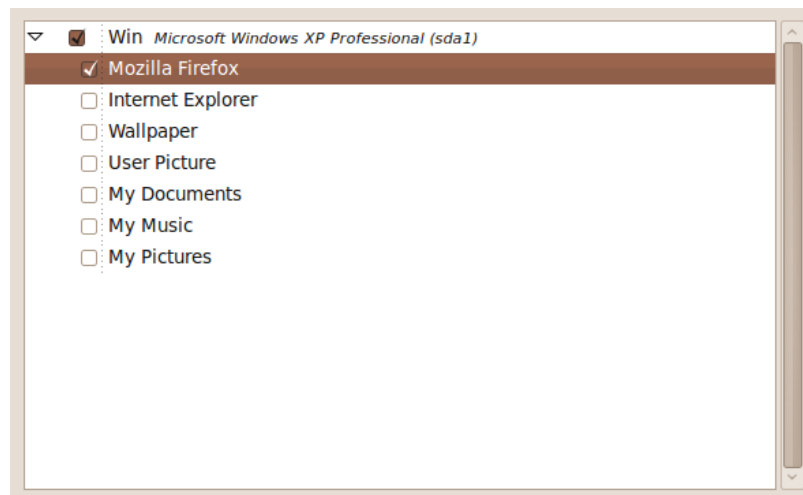 Win Microsoft Windows XP Professional (sda1)
Mozilla Firefox
Internet Explorer
Wallpaper
User Picture
My Documents
My Music
My Pictures